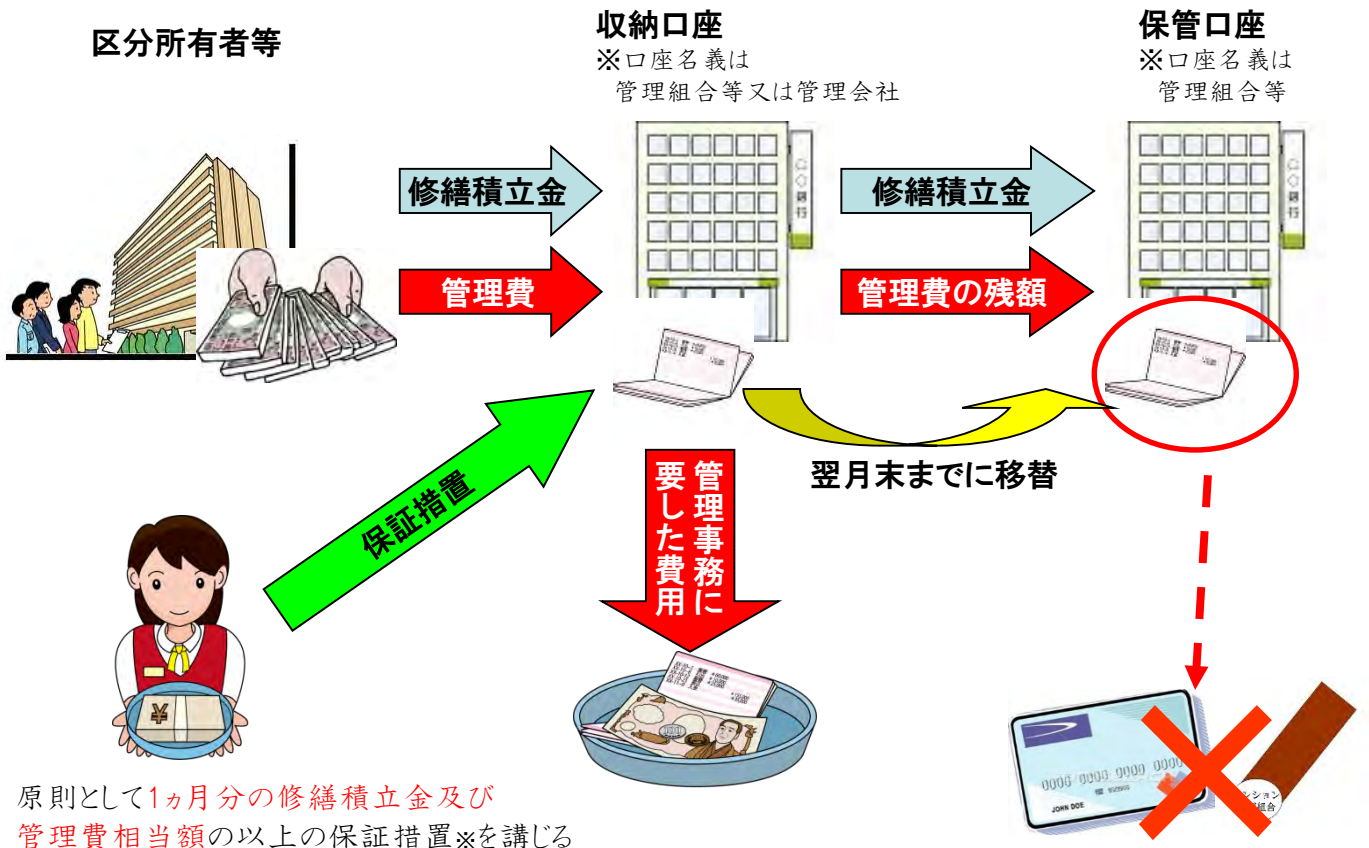 区分所有者等
収納口座
※口座名義は
管理組合等又は管理会社
保管口座
※口座名義は
管理組合等
修繕積立金
修繕積立金
管理費
管理費の残額
保証措置
管理事務に
要した費用
翌月末までに移替
¥
0000 0000 0000 0000
JOHN DOE
原則として1ヵ月分の修繕積立金及び
管理費相当額の以上の保証措置※を講じる